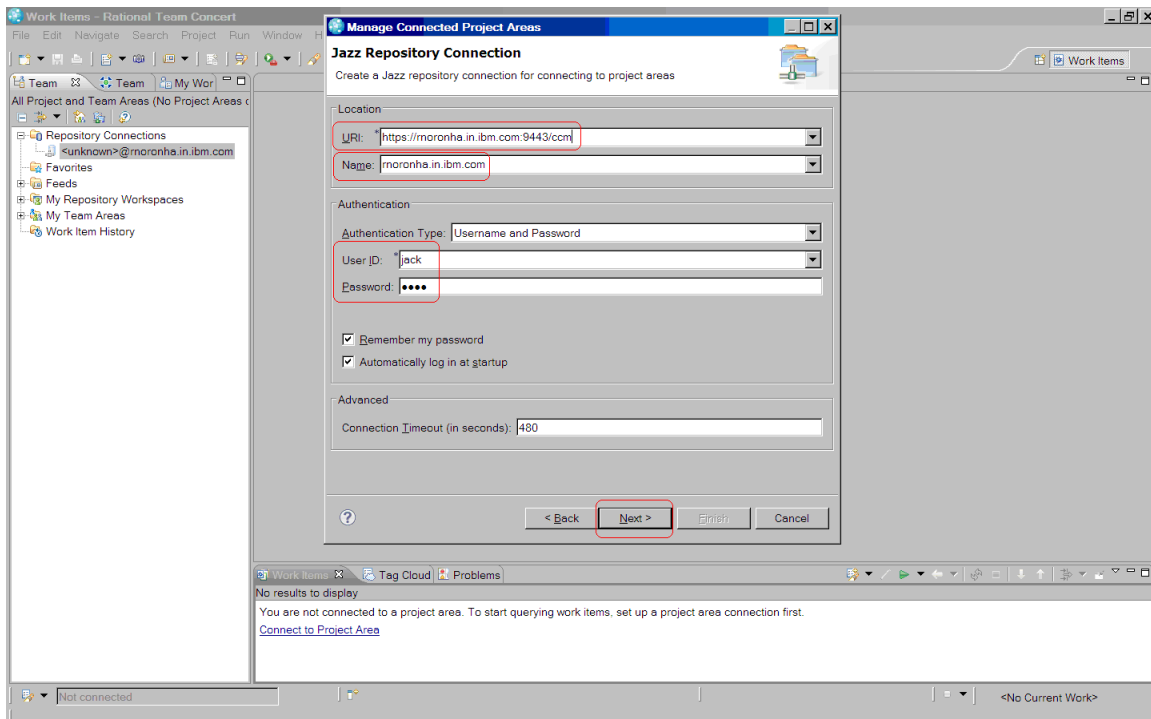 Work Items - Rational Team Concert
File Edit Navigate Search Project Run Window H
Work Items
Team Team My Wor
All Project and Team Areas (No Project Areas c
Repository Connections
<unknown>@rnoronha.in.ibm.com
Favorites
Feeds
My Repository Workspaces
My Team Areas
Work Item History
Manage Connected Project Areas
Jazz Repository Connection
Create a Jazz repository connection for connecting to project areas
Location
URI: *https://rnoronha.in.ibm.com:9443/ccm
Name: rnoronha.in.ibm.com
Authentication
Authentication Type: Username and Password
User ID: *jack
Password: ●●●●
Remember my password
Automatically log in at startup
Advanced
Connection Timeout (in seconds): 480
? < Back Next > Finish Cancel
Work Items Tag Cloud Problems
No results to display
You are not connected to a project area. To start querying work items, set up a project area connection first.
Connect to Project Area
Not connected <No Current Work>